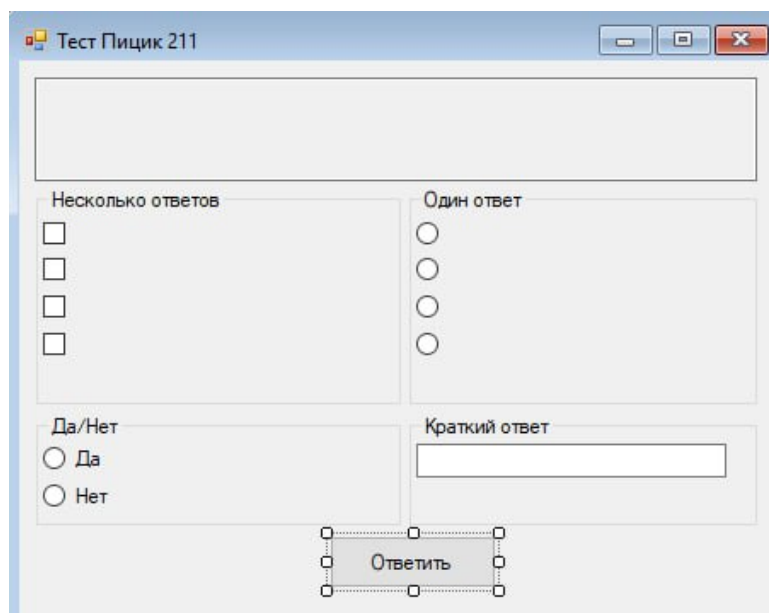 Тест Пицик 211
Несколько ответов
Один ответ
Да/Нет
Да
Нет
Краткий ответ
Ответить